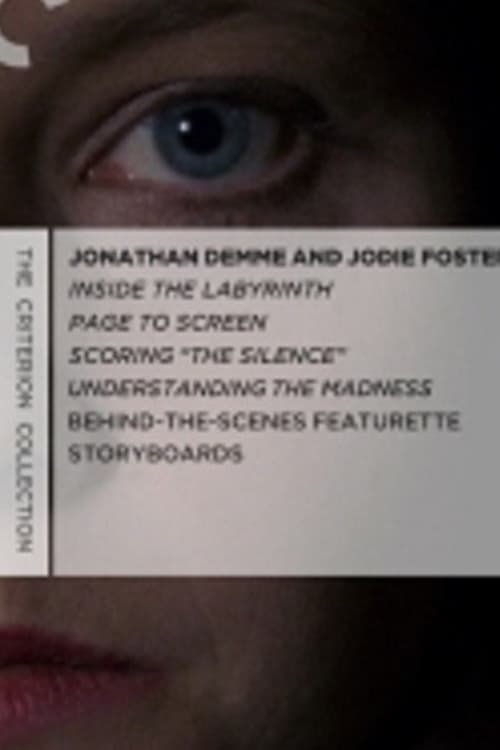 THE CRITERION COLLECTION
JONATHAN DEMME AND JODIE FOSTE
INSIDE THE LABYRINTH
PAGE TO SCREEN
SCORING "THE SILENCE"
UNDERSTANDING THE MADNESS
BEHIND-THE-SCENES FEATURETTE
STORYBOARDS